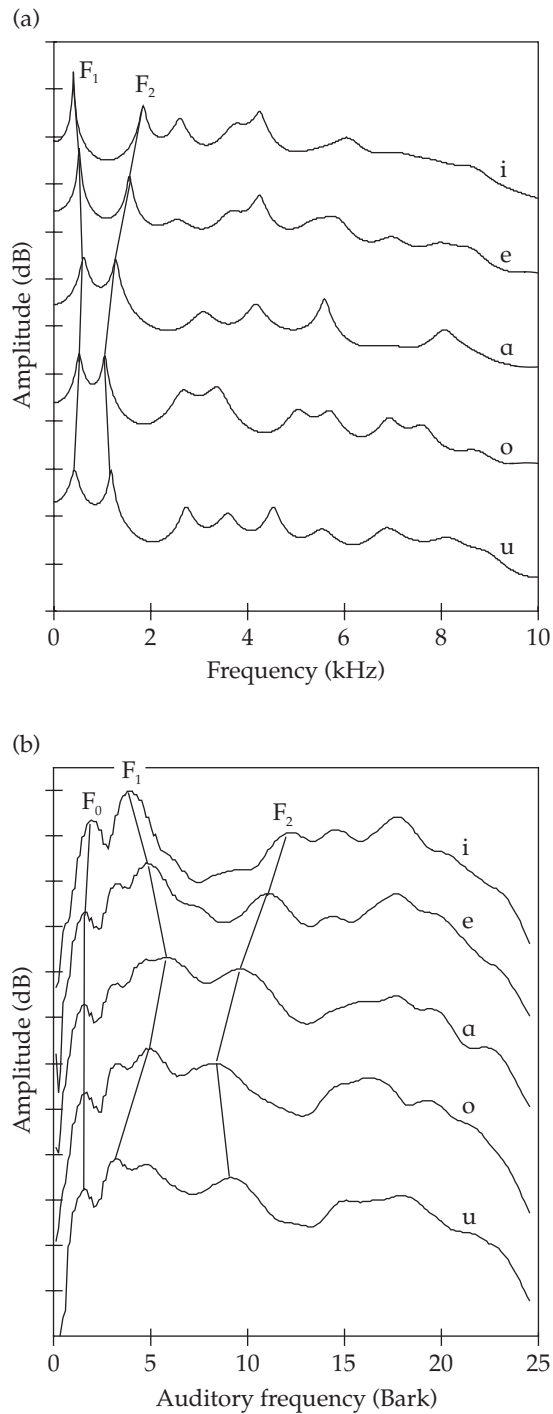 (a)
F₁
F₂
i
e
ɑ
o
u
Amplitude (dB)
0 2 4 6 8 10
Frequency (kHz)
(b)
F₁
F₀
F₂
i
e
ɑ
o
u
Amplitude (dB)
0 5 10 15 20 25
Auditory frequency (Bark)